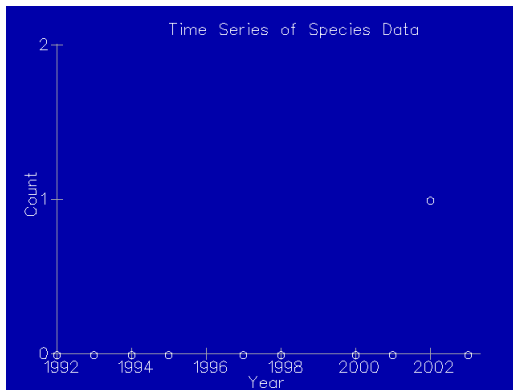 Time Series of Species Data
2
1
0
Count
1992 1994 1996 1998 2000 2002
Year